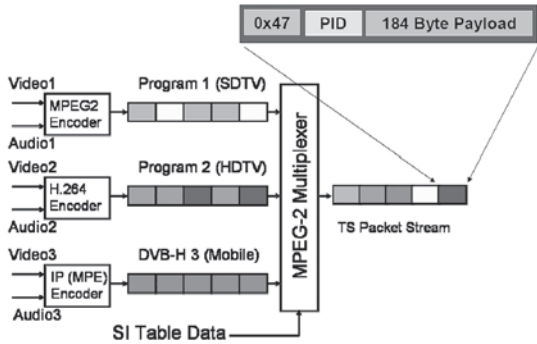 0x47 PID 184 Byte Payload
Video1
MPEG2
Encoder
Audio1
Program 1 (SDTV)
Video2
H.264
Encoder
Audio2
Program 2 (HDTV)
Video3
IP (MPE)
Encoder
Audio3
DVB-H 3 (Mobile)
MPEG-2 Multiplexer
TS Packet Stream
SI Table Data